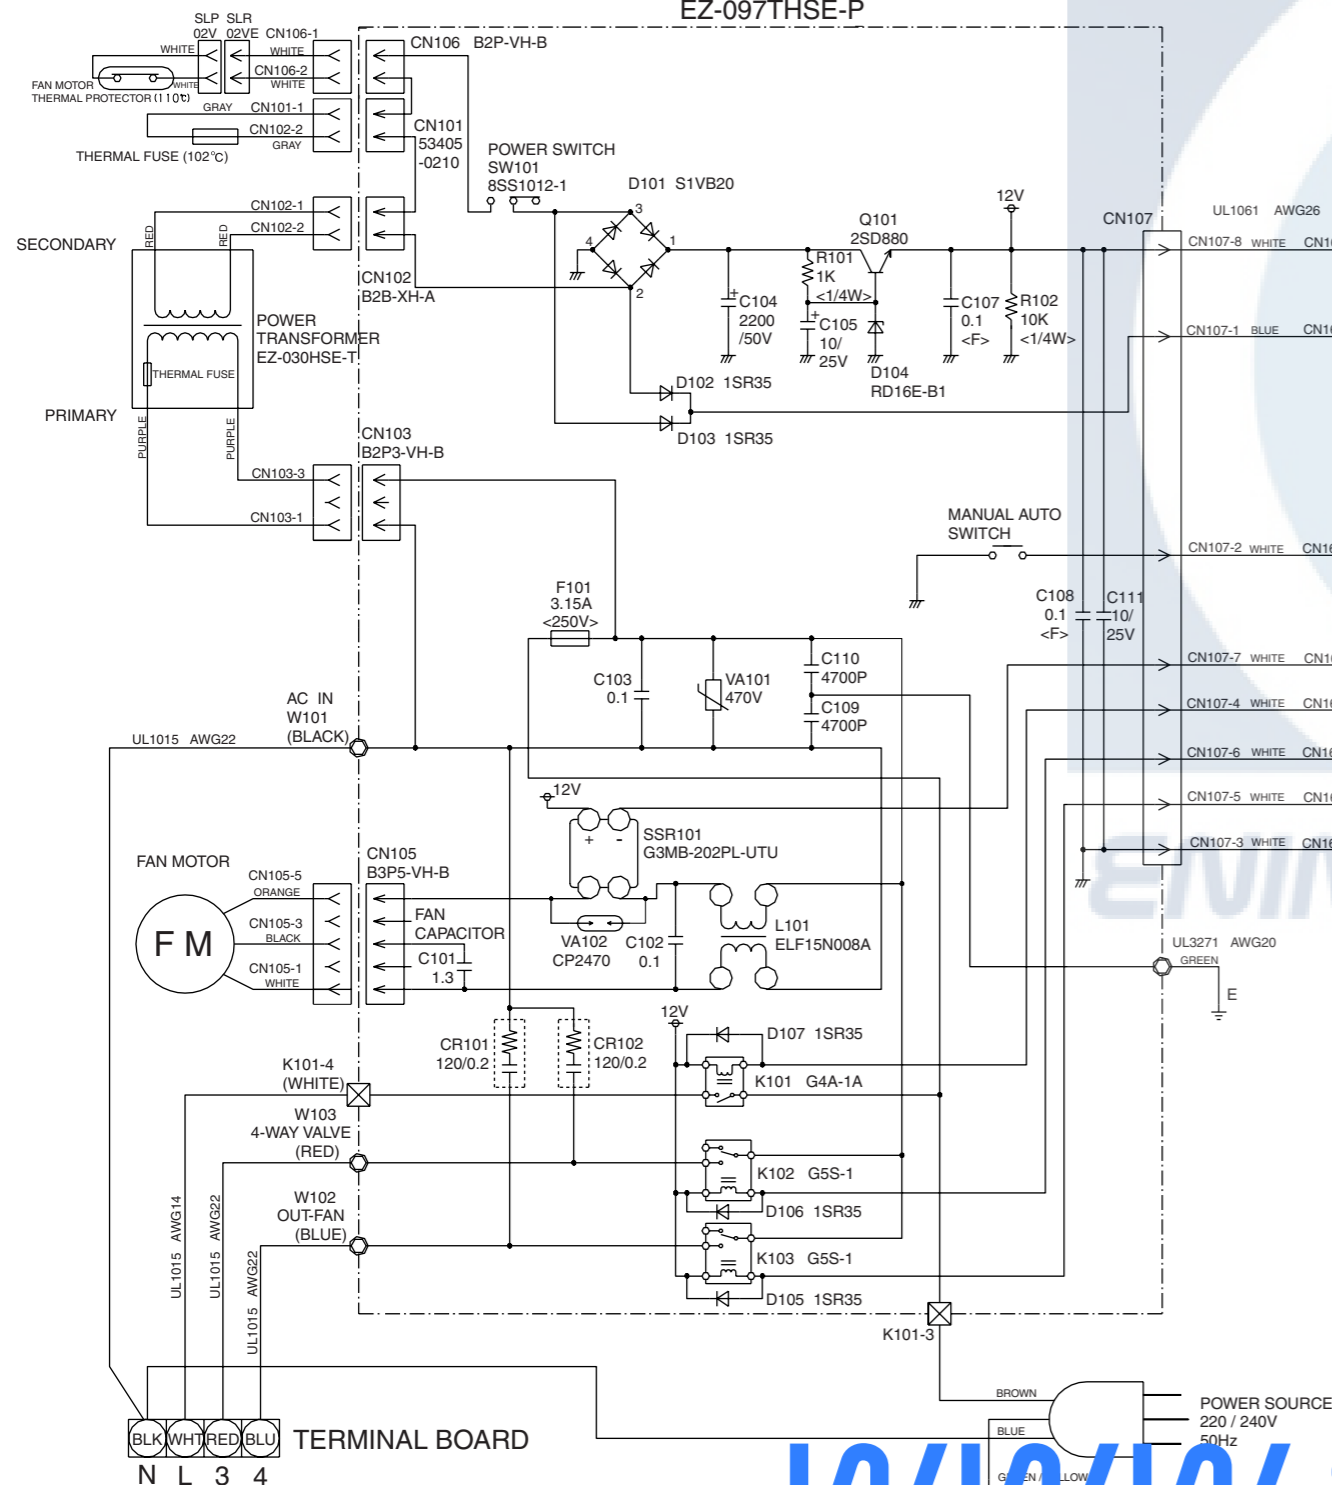 EZ-097THSE-P
SLP SLR
02V 02VE CN106-1
WHITE
WHITE
CN106-2
WHITE
WHITE
FAN MOTOR
THERMAL PROTECTOR (110℃)
CN106 B2P-VH-B
GRAY CN101-1
CN102-2
GRAY
THERMAL FUSE (102℃)
CN101
53405
-0210
POWER SWITCH
SW101
8SS1012-1
D101 S1VB20
3
4
1
2
Q101
2SD880
12V
CN107
UL1061 AWG26
CN107-8 WHITE
CN107-1 BLUE
CN102-1
CN102-2
RED
RED
SECONDARY
CN102
B2B-XH-A
R101
1K
<1/4W>
C104
2200
/50V
C105
10/
25V
D104
RD16E-B1
C107
0.1
<F>
R102
10K
<1/4W>
POWER
TRANSFORMER
EZ-030HSE-T
THERMAL FUSE
PRIMARY
PURPLE
PURPLE
D102 1SR35
D103 1SR35
CN103
B2P3-VH-B
CN103-3
CN103-1
MANUAL AUTO
SWITCH
CN107-2 WHITE
F101
3.15A
<250V>
C108
0.1
<F>
C111
10/
25V
C103
0.1
VA101
470V
C110
4700P
C109
4700P
CN107-7 WHITE
CN107-4 WHITE
CN107-6 WHITE
CN107-5 WHITE
CN107-3 WHITE
AC IN
W101
(BLACK)
UL1015 AWG22
12V
SSR101
G3MB-202PL-UTU
+ -
FAN MOTOR
F M
CN105
B3P5-VH-B
CN105-5
ORANGE
CN105-3
BLACK
CN105-1
WHITE
FAN
CAPACITOR
C101
1.3
VA102
CP2470
C102
0.1
L101
ELF15N008A
UL3271 AWG20
GREEN
E
12V
D107 1SR35
CR101
120/0.2
CR102
120/0.2
K101 G4A-1A
K101-4
(WHITE)
W103
4-WAY VALVE
(RED)
K102 G5S-1
D106 1SR35
W102
OUT-FAN
(BLUE)
K103 G5S-1
D105 1SR35
UL1015 AWG14
UL1015 AWG22
UL1015 AWG22
K101-3
BROWN
BLUE
POWER SOURCE
220 / 240V
50Hz
BLK WHT RED BLU
TERMINAL BOARD
N L 3 4